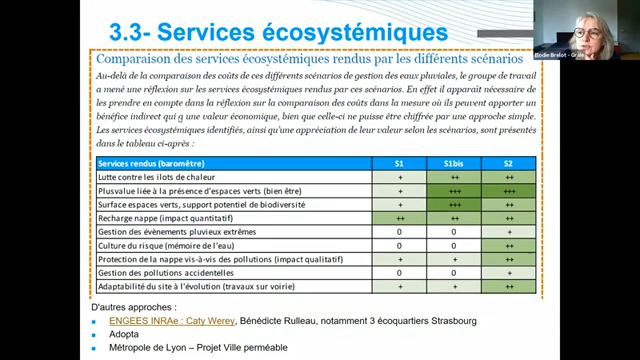 3.3- Services écosystémiques
Elodie Brelot - Graie
Comparaison des services écosystémiques rendus par les différents scénarios
Au-delà de la comparaison des coûts de ces différents scénarios de gestion des eaux pluviales, le groupe de travail
a mené une réflexion sur les services écosystémiques rendus par ces scénarios. En effet il apparaît nécessaire de
les prendre en compte dans la réflexion sur la comparaison des coûts dans la mesure où ils peuvent apporter un
bénéfice indirect qui a une valeur économique, bien que celle-ci ne puisse être chiffrée par une approche simple.
Les services écosystémiques identifiés, ainsi qu'une appréciation de leur valeur selon les scénarios, sont présentés
dans le tableau ci-après :
Services rendus (baromètre) S1 S1bis S2
Lutte contre les ilots de chaleur + ++ ++
Plusvalue liée à la présence d'espaces verts (bien être) + +++ +++
Surface espaces verts, support potentiel de biodiversité + +++ ++
Recharge nappe (impact quantitatif) ++ ++ ++
Gestion des évènements pluvieux extrêmes 0 0 +
Culture du risque (mémoire de l'eau) 0 0 ++
Protection de la nappe vis-à-vis des pollutions (impact qualitatif) + + ++
Gestion des pollutions accidentelles 0 0 +
Adaptabilité du site à l'évolution (travaux sur voirie) + + ++
D'autres approches :
ENGEES INRAe : Caty Werey, Bénédicte Rulleau, notamment 3 écoquartiers Strasbourg
Adopta
Métropole de Lyon – Projet Ville perméable